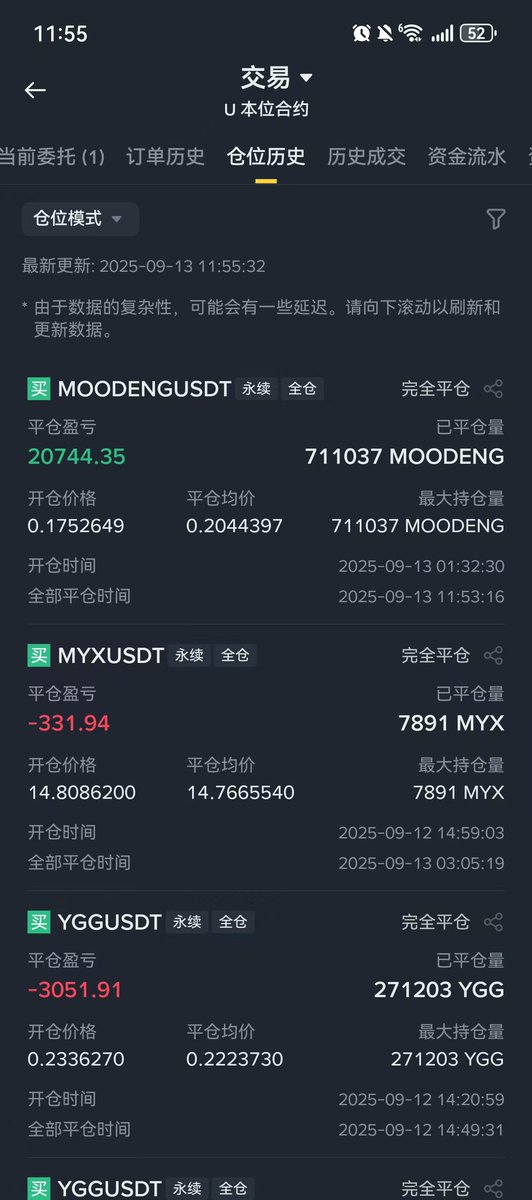 11:55
6
52
交易
U 本位合约
当前委托 (1) 订单历史 仓位历史 历史成交 资金流水
仓位模式
最新更新: 2025-09-13 11:55:32
* 由于数据的复杂性，可能会有一些延迟。请向下滚动以刷新和
更新数据。
买 MOODENGUSDT 永续 全仓 完全平仓
平仓盈亏 已平仓量
20744.35 711037 MOODENG
开仓价格 平仓均价 最大持仓量
0.1752649 0.2044397 711037 MOODENG
开仓时间 2025-09-13 01:32:30
全部平仓时间 2025-09-13 11:53:16
买 MYXUSDT 永续 全仓 完全平仓
平仓盈亏 已平仓量
-331.94 7891 MYX
开仓价格 平仓均价 最大持仓量
14.8086200 14.7665540 7891 MYX
开仓时间 2025-09-12 14:59:03
全部平仓时间 2025-09-13 03:05:19
买 YGGUSDT 永续 全仓 完全平仓
平仓盈亏 已平仓量
-3051.91 271203 YGG
开仓价格 平仓均价 最大持仓量
0.2336270 0.2223730 271203 YGG
开仓时间 2025-09-12 14:20:59
全部平仓时间 2025-09-12 14:49:31
买 YGGUSDT 永续 全仓 完全平仓